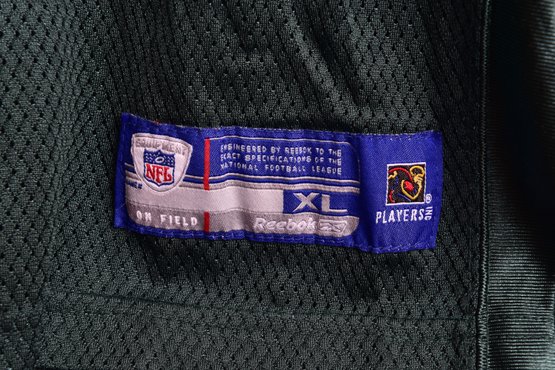 EQUIPMENT
NFL
ON FIELD
ENGINEERED BY REEBOK TO THE
EXACT SPECIFICATIONS OF THE
NATIONAL FOOTBALL LEAGUE
XL
Reebok
PLAYERS INC
®